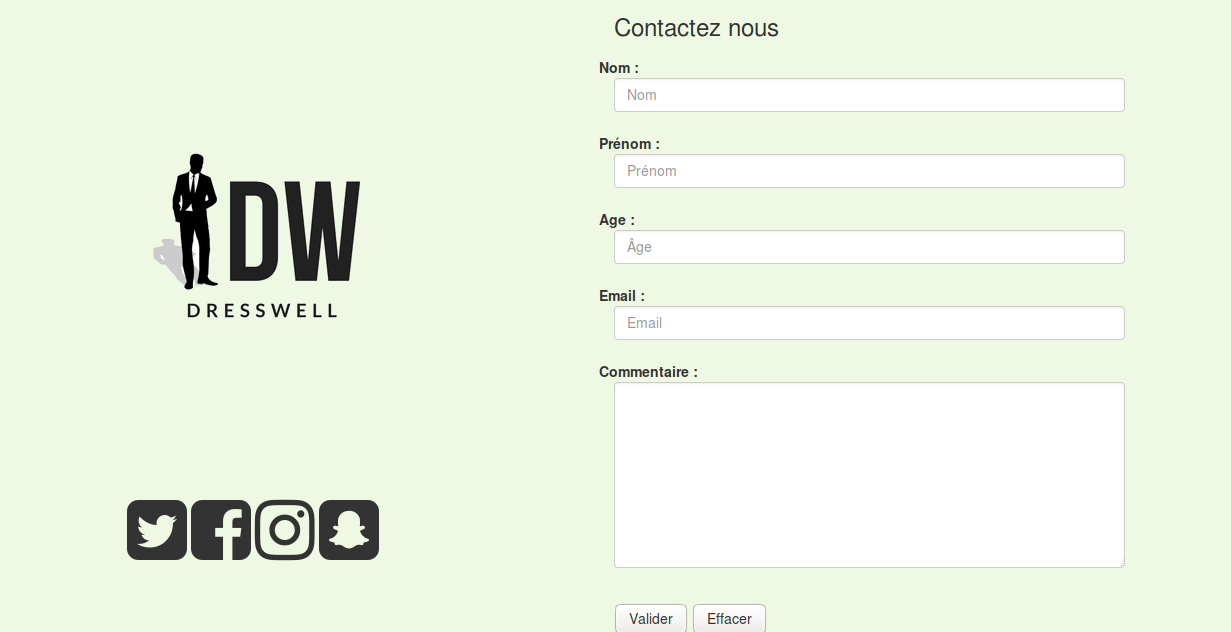 DW
DRESSWELL
Contactez nous
Nom :
Nom
Prénom :
Prénom
Age :
Âge
Email :
Email
Commentaire :
Valider
Effacer